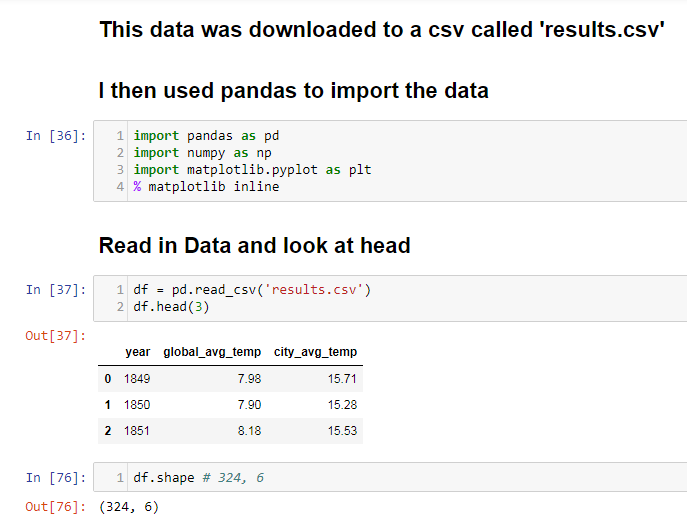 This data was downloaded to a csv called 'results.csv'
I then used pandas to import the data
In [36]:
1 import pandas as pd
2 import numpy as np
3 import matplotlib.pyplot as plt
4 % matplotlib inline
Read in Data and look at head
In [37]:
1 df = pd.read_csv('results.csv')
2 df.head(3)
Out[37]:
year global_avg_temp city_avg_temp
0 1849 7.98 15.71
1 1850 7.90 15.28
2 1851 8.18 15.53
In [76]: 1 df.shape # 324, 6
Out[76]: (324, 6)